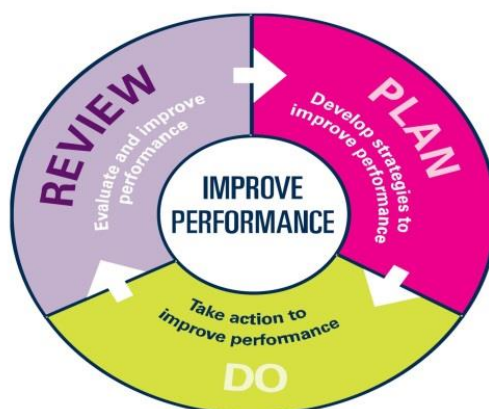 IMPROVE
PERFORMANCE
PLAN
Develop strategies to
improve performance
Take action to
improve performance
DO
REVIEW
Evaluate and improve
performance